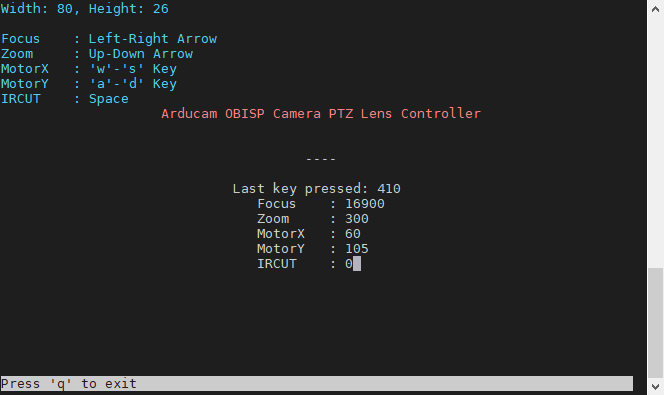 Width: 80, Height: 26
Focus    : Left-Right Arrow
Zoom     : Up-Down Arrow
MotorX   : 'w'-'s' Key
MotorY   : 'a'-'d' Key
IRCUT    : Space
Arducam OBISP Camera PTZ Lens Controller
----
Last key pressed: 410
Focus    : 16900
Zoom     : 300
MotorX   : 60
MotorY   : 105
IRCUT    : 0
Press 'q' to exit